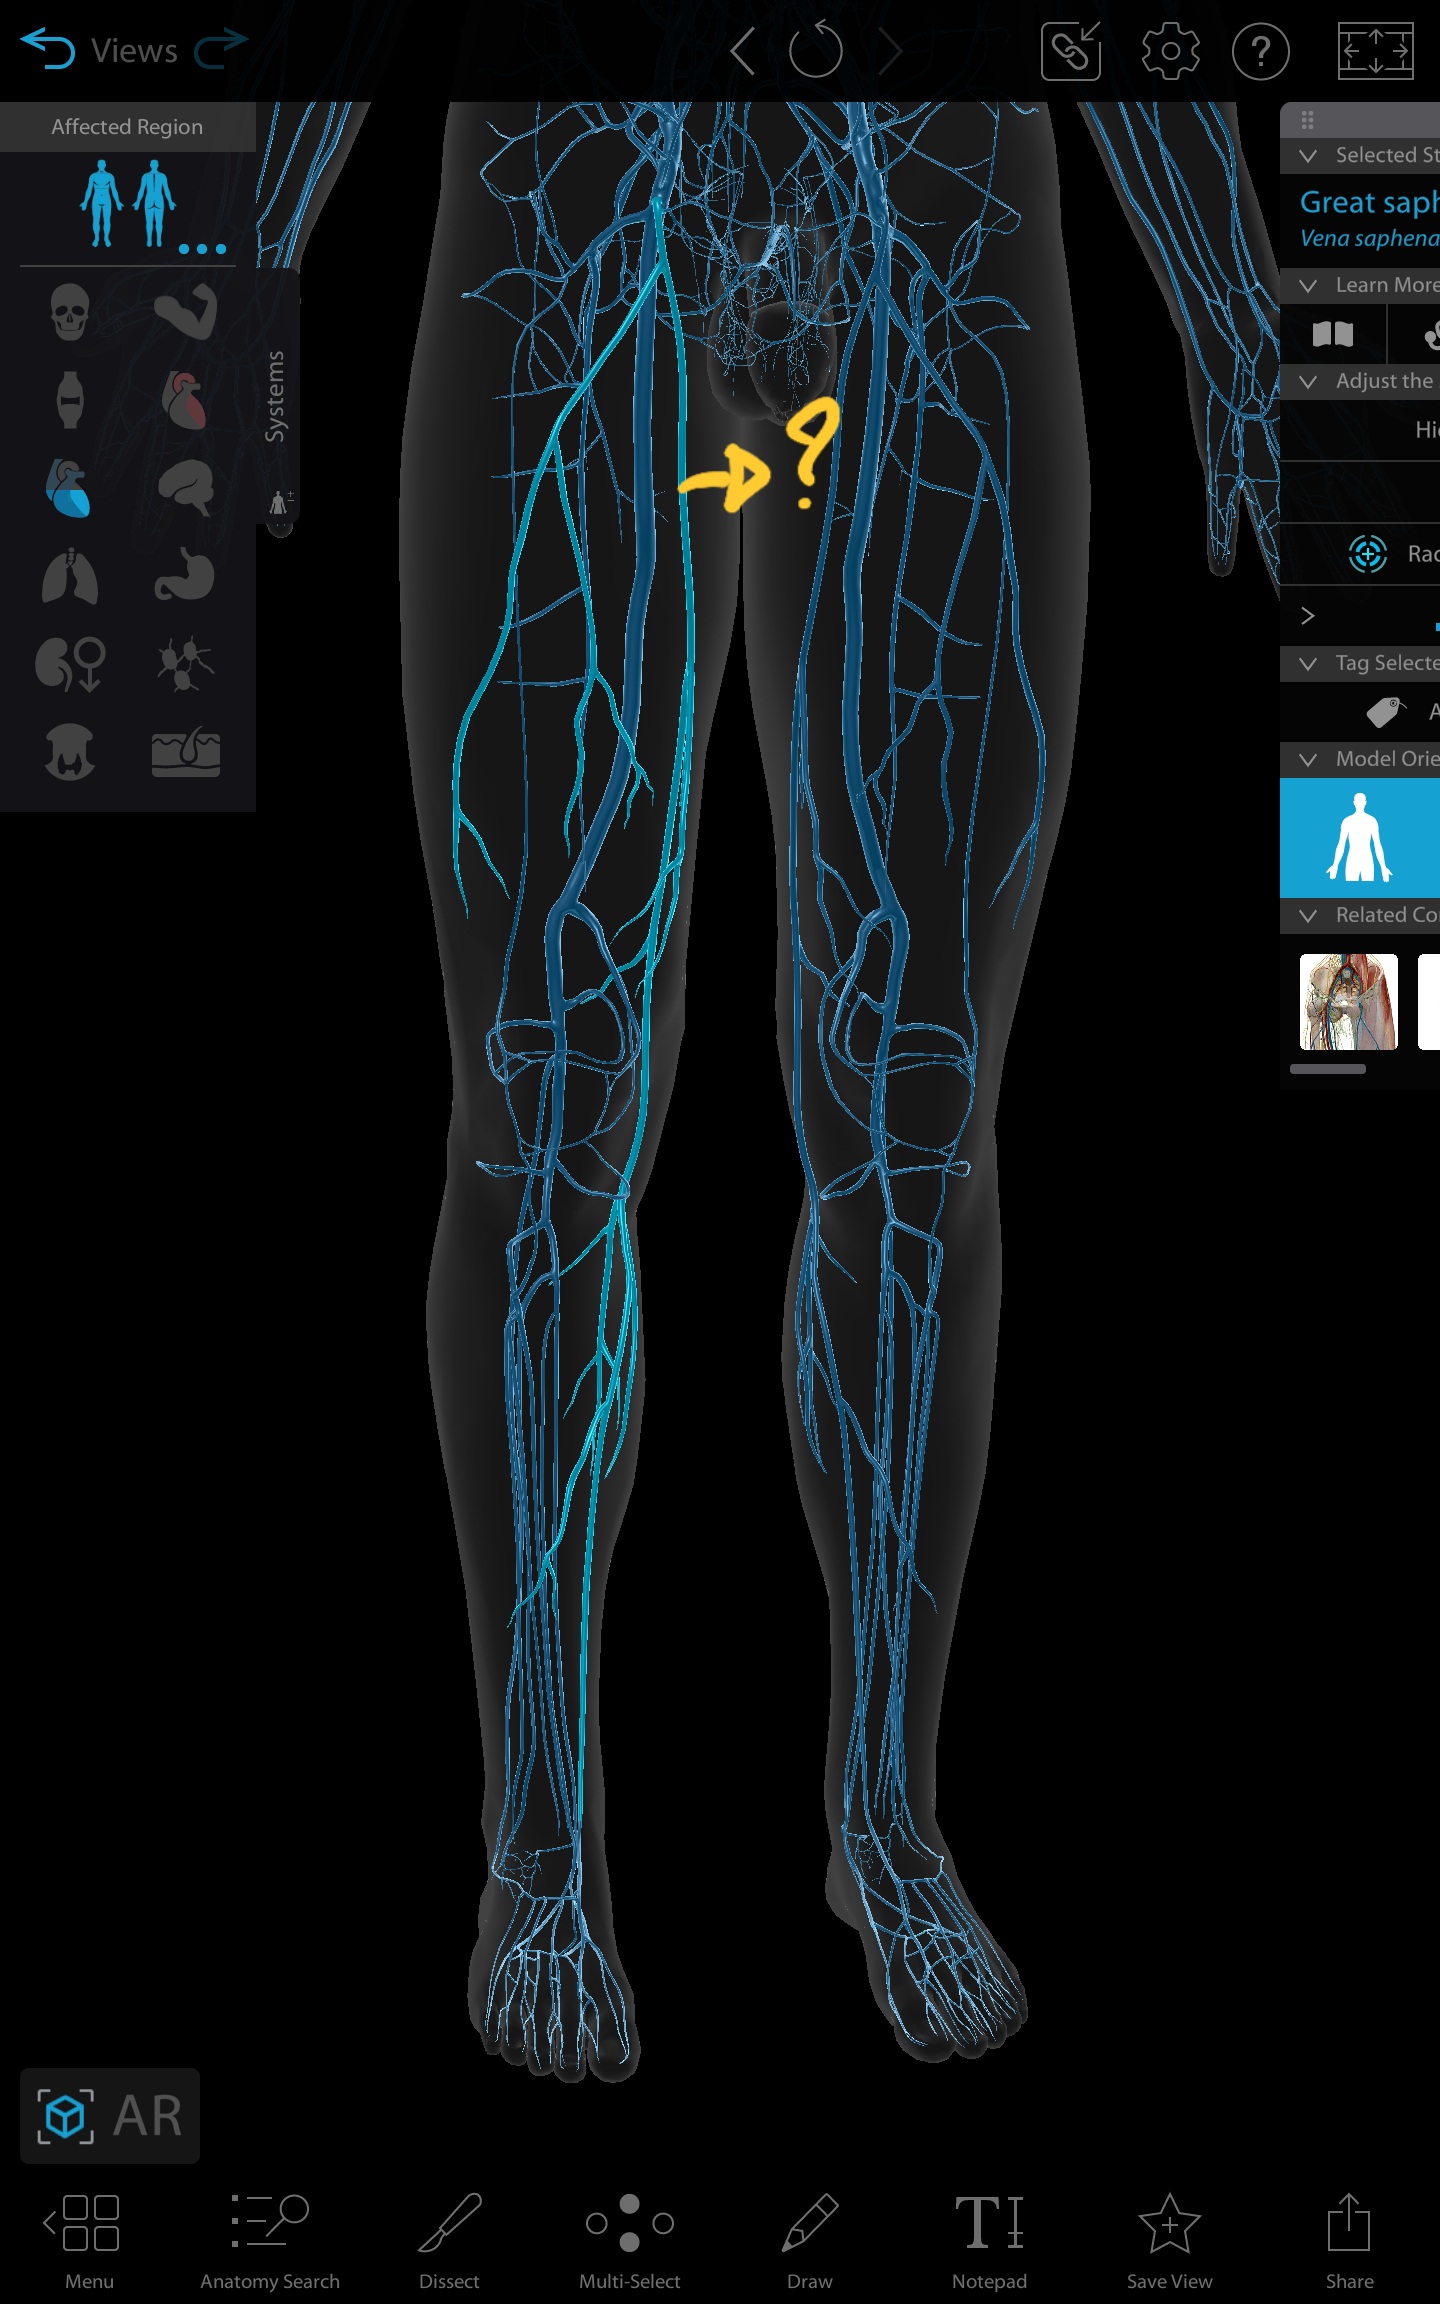 Views
?
Affected Region
Selected St
Great saph
Vena saphena
Learn More
Systems
Adjust the
Hi
?
Rad
Tag Selecte
A
Model Orie
Related Co
AR
Menu
Anatomy Search
Dissect
Multi-Select
Draw
Notepad
Save View
Share